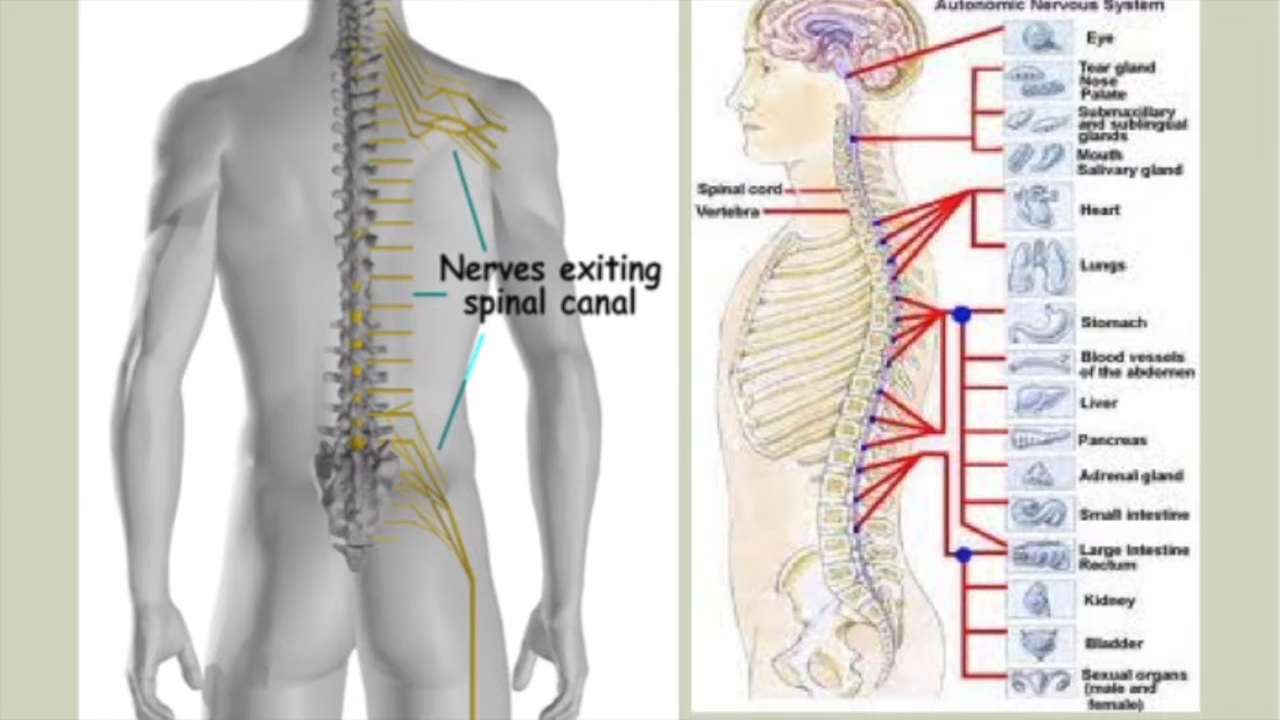 Nerves exiting
spinal canal
Autonomic Nervous System
Eye
Tear gland
Nose
Palate
Submaxillary
and sublingual
glands
Mouth
Salivary gland
Spinal cord
Vertebra
Heart
Lungs
Stomach
Blood vessels
of the abdomen
Liver
Pancreas
Adrenal gland
Small intestine
Large Intestine
Rectum
Kidney
Bladder
Sexual organs
(male and
female)